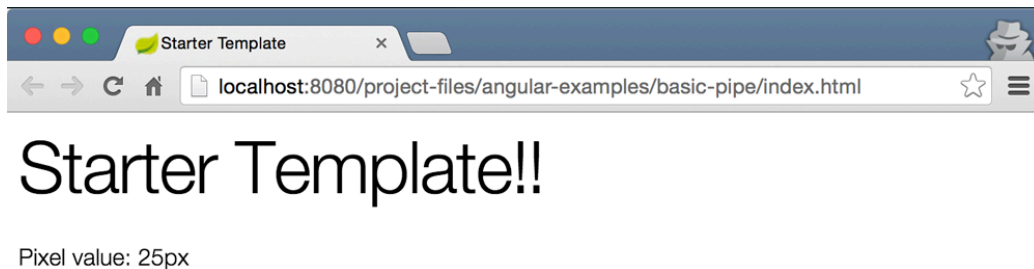 Starter Template
localhost:8080/project-files/angular-examples/basic-pipe/index.html
Starter Template!!
Pixel value: 25px